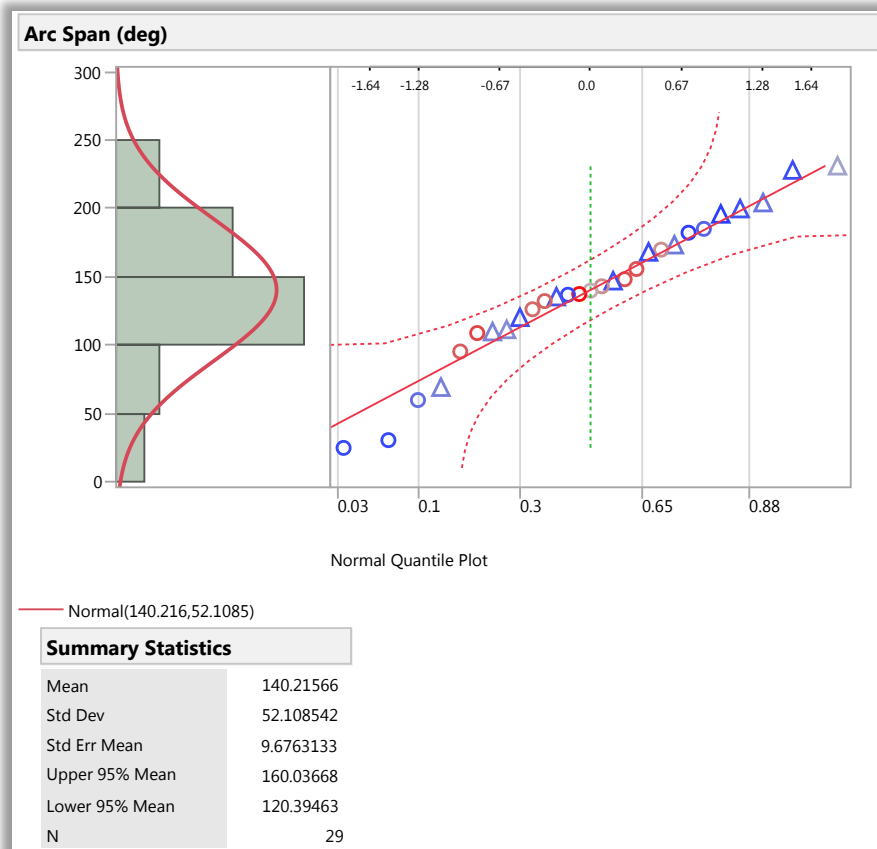 Arc Span (deg)
300
250
200
150
100
50
0
-1.64 -1.28 -0.67 0.0 0.67 1.28 1.64
0.03 0.1 0.3 0.65 0.88
Normal Quantile Plot
Normal(140.216,52.1085)
Summary Statistics
Mean 140.21566
Std Dev 52.108542
Std Err Mean 9.6763133
Upper 95% Mean 160.03668
Lower 95% Mean 120.39463
N 29